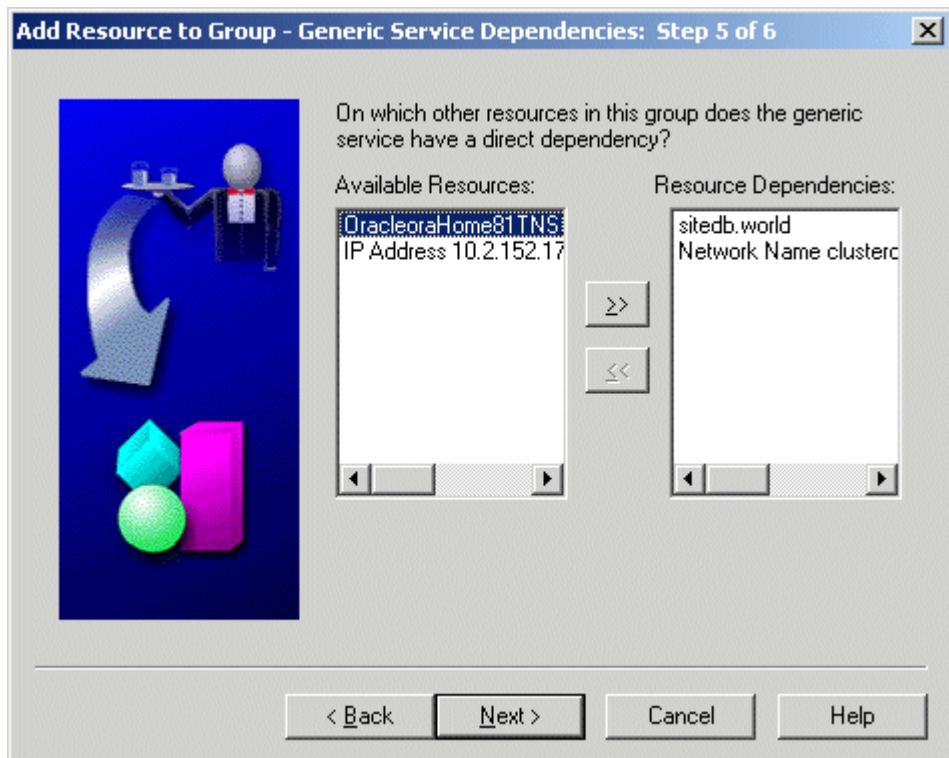 Add Resource to Group - Generic Service Dependencies: Step 5 of 6
On which other resources in this group does the generic
service have a direct dependency?
Available Resources:
Resource Dependencies:
OracleoraHome81TNS
IP Address 10.2.152.17
sitedb.world
Network Name clusterc
>>
<<
< Back
Next >
Cancel
Help